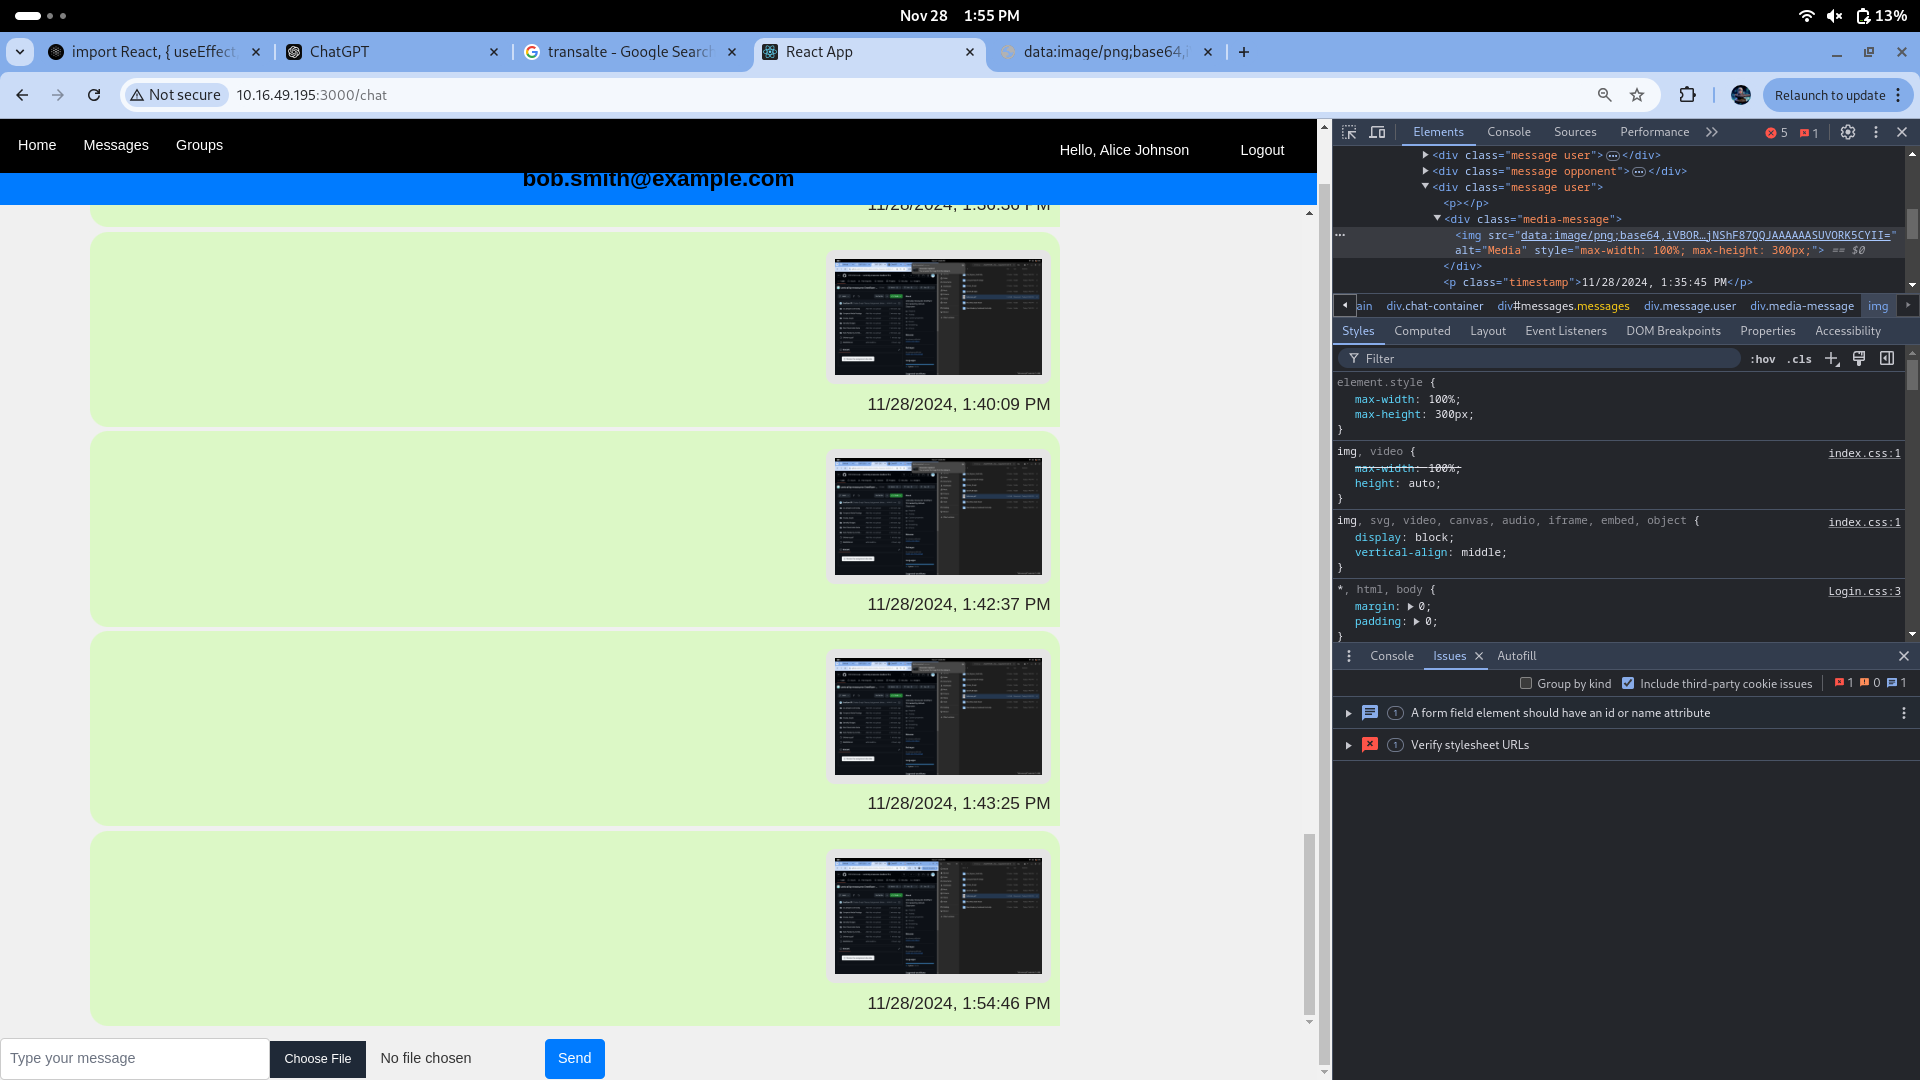 Nov 28 1:55 PM
13%
import React, { useEffect,
ChatGPT
transalte - Google Search
React App
data:image/png;base64,i
Not secure
10.16.49.195:3000/chat
Relaunch to update
Home
Messages
Groups
Hello, Alice Johnson
Logout
bob.smith@example.com
11/28/2024, 1:36:36 PM
11/28/2024, 1:40:09 PM
11/28/2024, 1:42:37 PM
11/28/2024, 1:43:25 PM
11/28/2024, 1:54:46 PM
Type your message
Choose File
No file chosen
Send
Elements
Console
Sources
Performance
5
1
<div class="message user"> </div>
<div class="message opponent"> </div>
<div class="message user">
<p></p>
<div class="media-message">
<img src="data:image/png;base64,iVBOR…jNShF87QQJAAAAAASUVORK5CYII="
alt="Media" style="max-width: 100%; max-height: 300px;"> == $0
</div>
<p class="timestamp">11/28/2024, 1:35:45 PM</p>
ain
div.chat-container
div#messages.messages
div.message.user
div.media-message
img
Styles
Computed
Layout
Event Listeners
DOM Breakpoints
Properties
Accessibility
Filter
:hov
.cls
element.style {
max-width: 100%;
max-height: 300px;
}
img, video {
index.css:1
max-width: 100%;
height: auto;
}
img, svg, video, canvas, audio, iframe, embed, object {
index.css:1
display: block;
vertical-align: middle;
}
*, html, body {
Login.css:3
margin: 0;
padding: 0;
}
Console
Issues
Autofill
Group by kind
Include third-party cookie issues
1
0
1
1
A form field element should have an id or name attribute
1
Verify stylesheet URLs